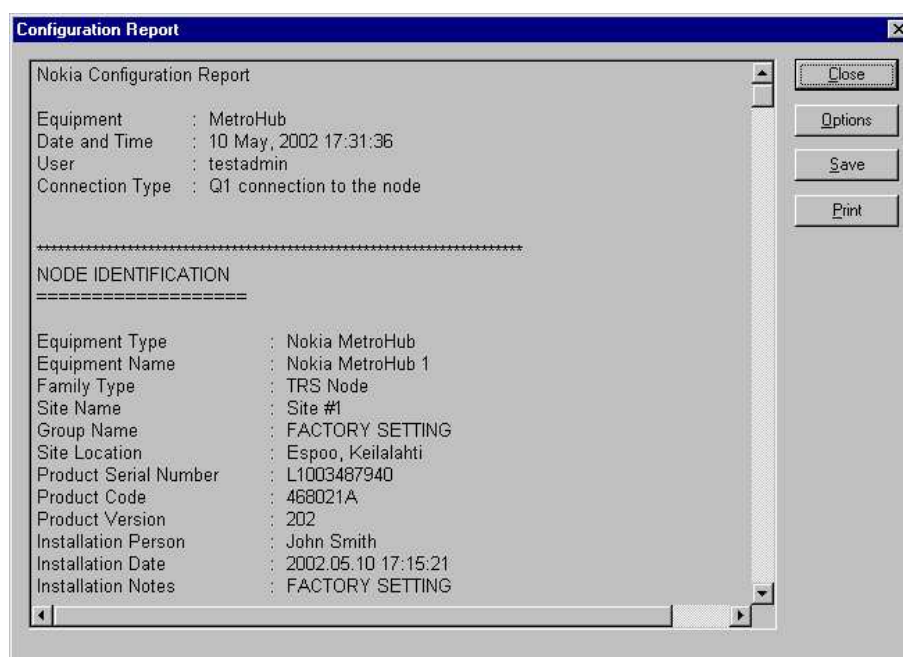 Configuration Report
Nokia Configuration Report
Equipment : MetroHub
Date and Time : 10 May, 2002 17:31:36
User : testadmin
Connection Type : Q1 connection to the node
**********************************************************************
NODE IDENTIFICATION
===================
Equipment Type : Nokia MetroHub
Equipment Name : Nokia MetroHub 1
Family Type : TRS Node
Site Name : Site #1
Group Name : FACTORY SETTING
Site Location : Espoo, Keilalahti
Product Serial Number : L1003487940
Product Code : 468021A
Product Version : 202
Installation Person : John Smith
Installation Date : 2002.05.10 17:15:21
Installation Notes : FACTORY SETTING
Close
Options
Save
Print